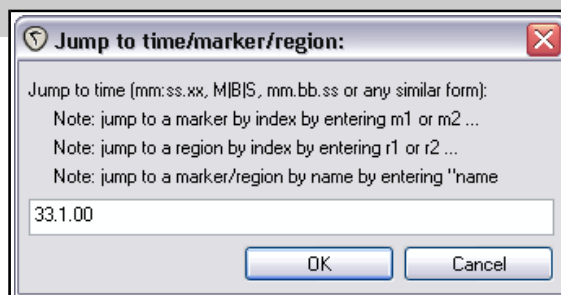 Jump to time/marker/region:
Jump to time (mm:ss.xx, M|B|S, mm.bb.ss or any similar form):
Note: jump to a marker by index by entering m1 or m2 ...
Note: jump to a region by index by entering r1 or r2 ...
Note: jump to a marker/region by name by entering "name
33.1.00
OK Cancel